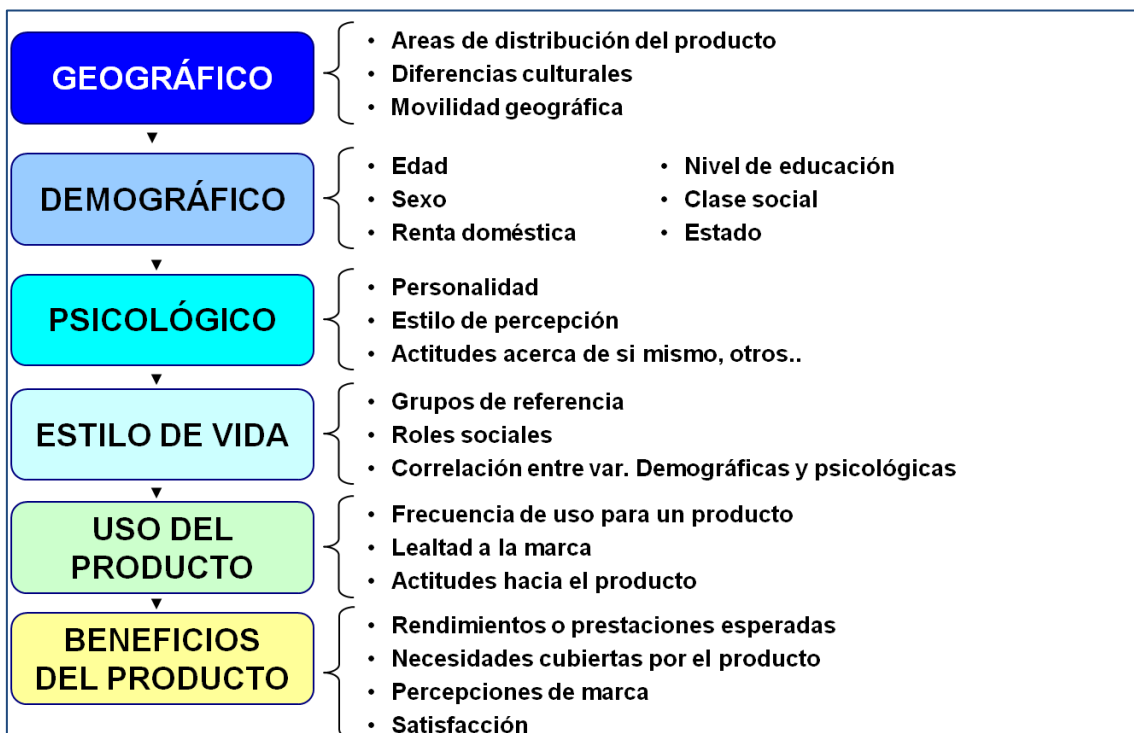 GEOGRÁFICO
• Areas de distribución del producto
• Diferencias culturales
• Movilidad geográfica
DEMOGRÁFICO
• Edad
• Sexo
• Renta doméstica
• Nivel de educación
• Clase social
• Estado
PSICOLÓGICO
• Personalidad
• Estilo de percepción
• Actitudes acerca de si mismo, otros..
ESTILO DE VIDA
• Grupos de referencia
• Roles sociales
• Correlación entre var. Demográficas y psicológicas
USO DEL
PRODUCTO
• Frecuencia de uso para un producto
• Lealtad a la marca
• Actitudes hacia el producto
BENEFICIOS
DEL PRODUCTO
• Rendimientos o prestaciones esperadas
• Necesidades cubiertas por el producto
• Percepciones de marca
• Satisfacción